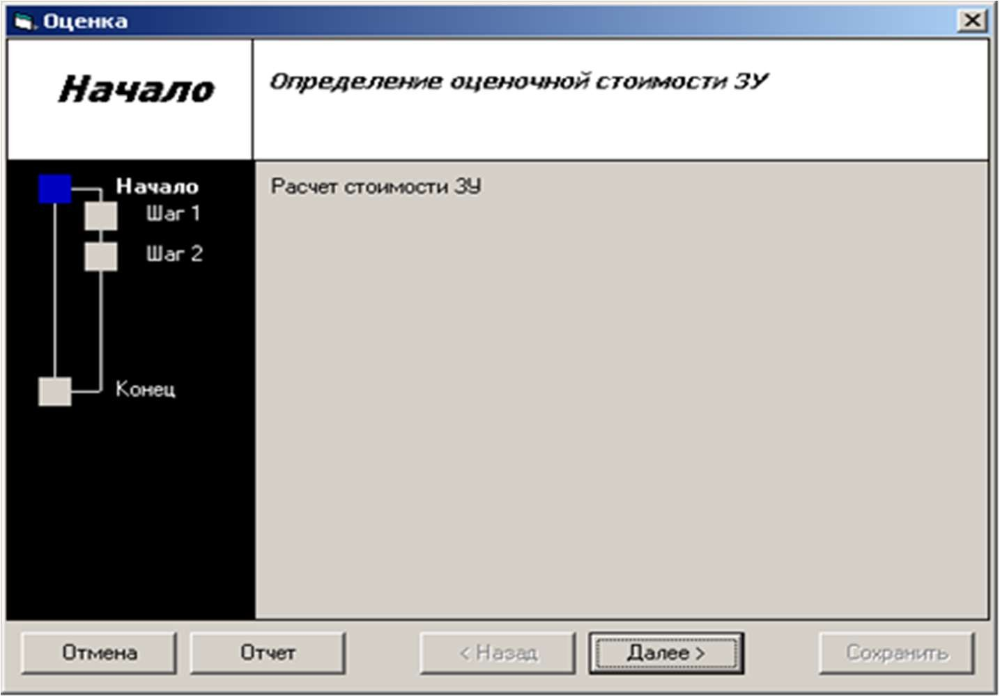 Оценка
Начало
Определение оценочной стоимости ЗУ
Начало
Шаг 1
Шаг 2
Конец
Расчет стоимости ЗУ
Отмена
Отчет
< Назад
Далее >
Сохранить